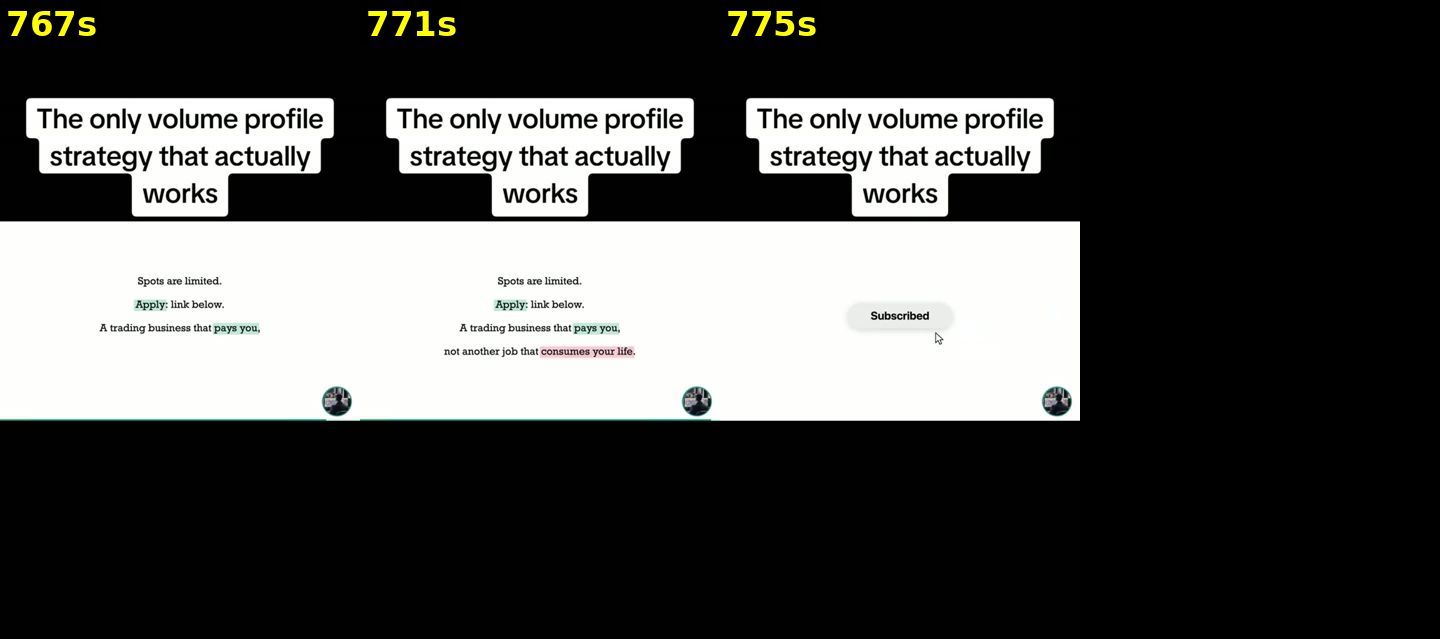 767s
The only volume profile
strategy that actually
works
Spots are limited.
Apply: link below.
A trading business that pays you,
771s
The only volume profile
strategy that actually
works
Spots are limited.
Apply: link below.
A trading business that pays you,
not another job that consumes your life.
775s
The only volume profile
strategy that actually
works
Subscribed